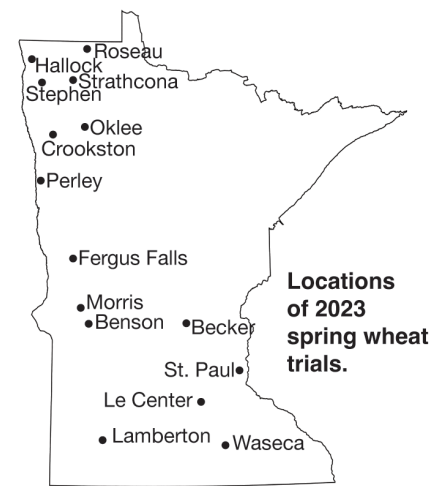 Roseau
Hallock
Strathcona
Stephen
Oklee
Crookston
Perley
Fergus Falls
Morris
Benson
Becker
St. Paul
Le Center
Lamberton
Waseca
Locations
of 2023
spring wheat
trials.